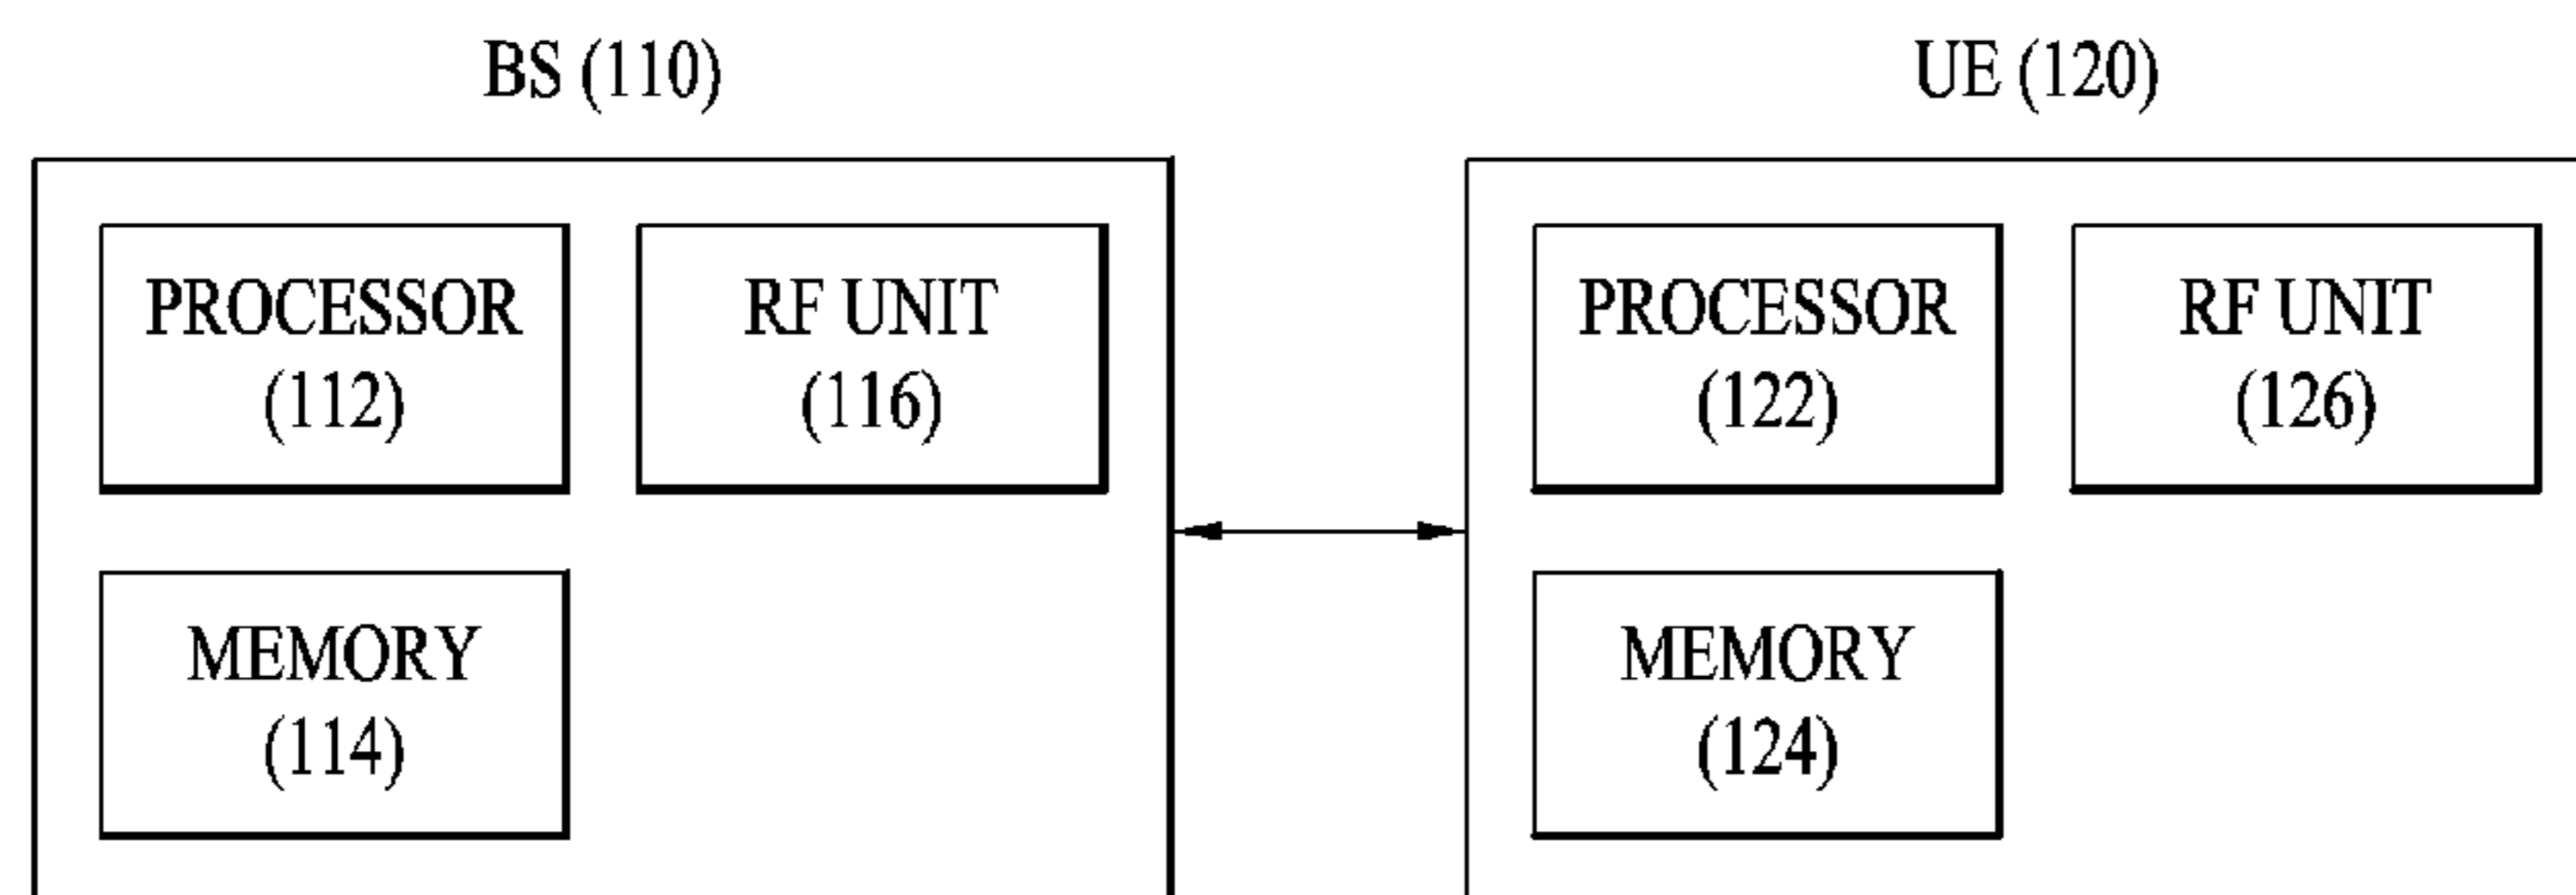 BS (110)
PROCESSOR
(112)
RF UNIT
(116)
MEMORY
(114)
UE (120)
PROCESSOR
(122)
RF UNIT
(126)
MEMORY
(124)